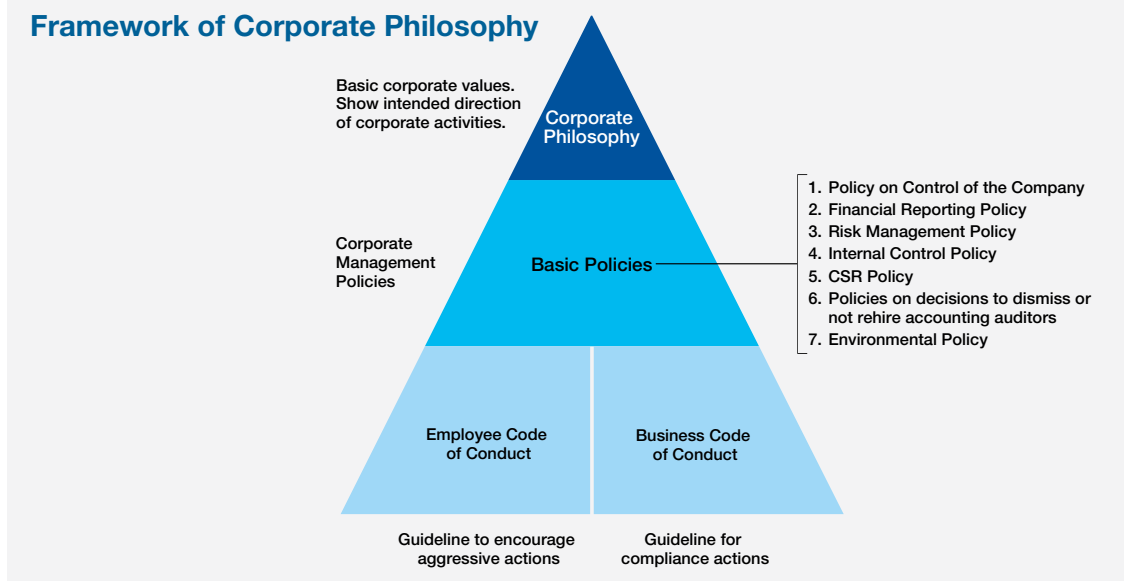 Framework of Corporate Philosophy
Basic corporate values.
Show intended direction
of corporate activities.
Corporate
Philosophy
Corporate
Management
Policies
Basic Policies
1. Policy on Control of the Company
2. Financial Reporting Policy
3. Risk Management Policy
4. Internal Control Policy
5. CSR Policy
6. Policies on decisions to dismiss or
not rehire accounting auditors
7. Environmental Policy
Employee Code
of Conduct
Business Code
of Conduct
Guideline to encourage
aggressive actions
Guideline for
compliance actions